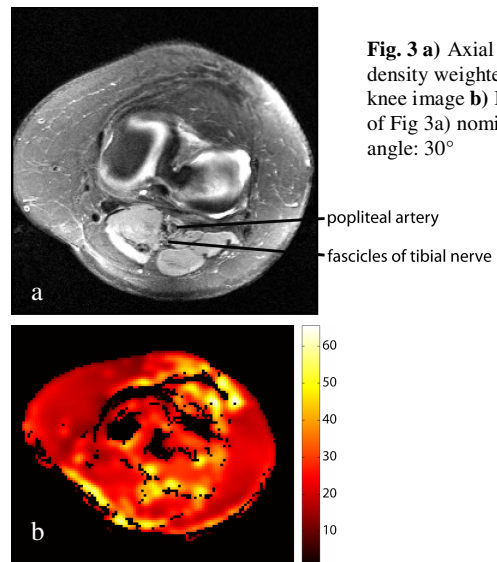 Fig. 3 a) Axial
density weighte
knee image b)
of Fig 3a) nomi
angle: 30°
popliteal artery
fascicles of tibial nerve
a
60
50
40
30
20
10
b